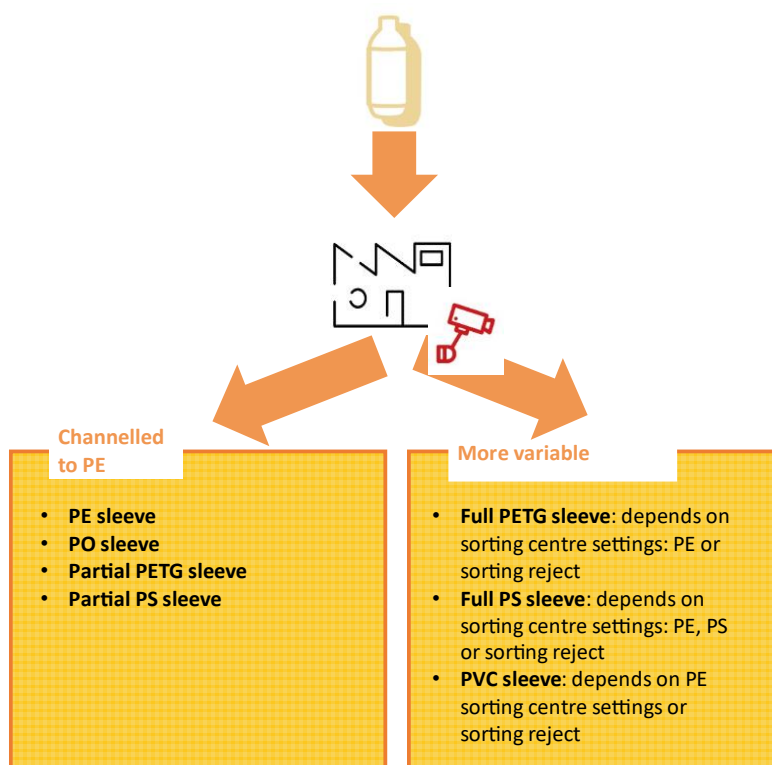 Channelled
to PE
• PE sleeve
• PO sleeve
• Partial PETG sleeve
• Partial PS sleeve
More variable
• Full PETG sleeve: depends on
sorting centre settings: PE or
sorting reject
• Full PS sleeve: depends on
sorting centre settings: PE, PS
or sorting reject
• PVC sleeve: depends on PE
sorting centre settings or
sorting reject